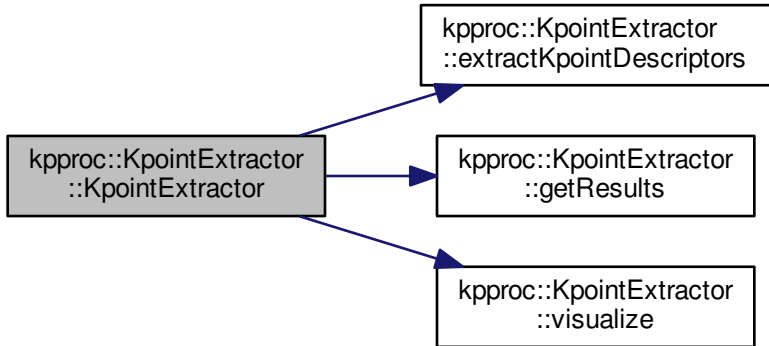 kpproc::KpointExtractor
::extractKpointDescriptors
kpproc::KpointExtractor
::KpointExtractor
kpproc::KpointExtractor
::getResults
kpproc::KpointExtractor
::visualize